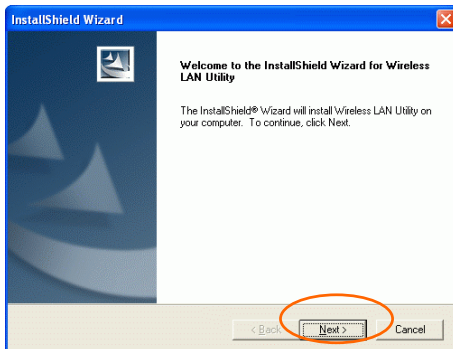 InstallShield Wizard
Welcome to the InstallShield Wizard for Wireless
LAN Utility
The InstallShield® Wizard will install Wireless LAN Utility on
your computer. To continue, click Next.
< Back Next > Cancel